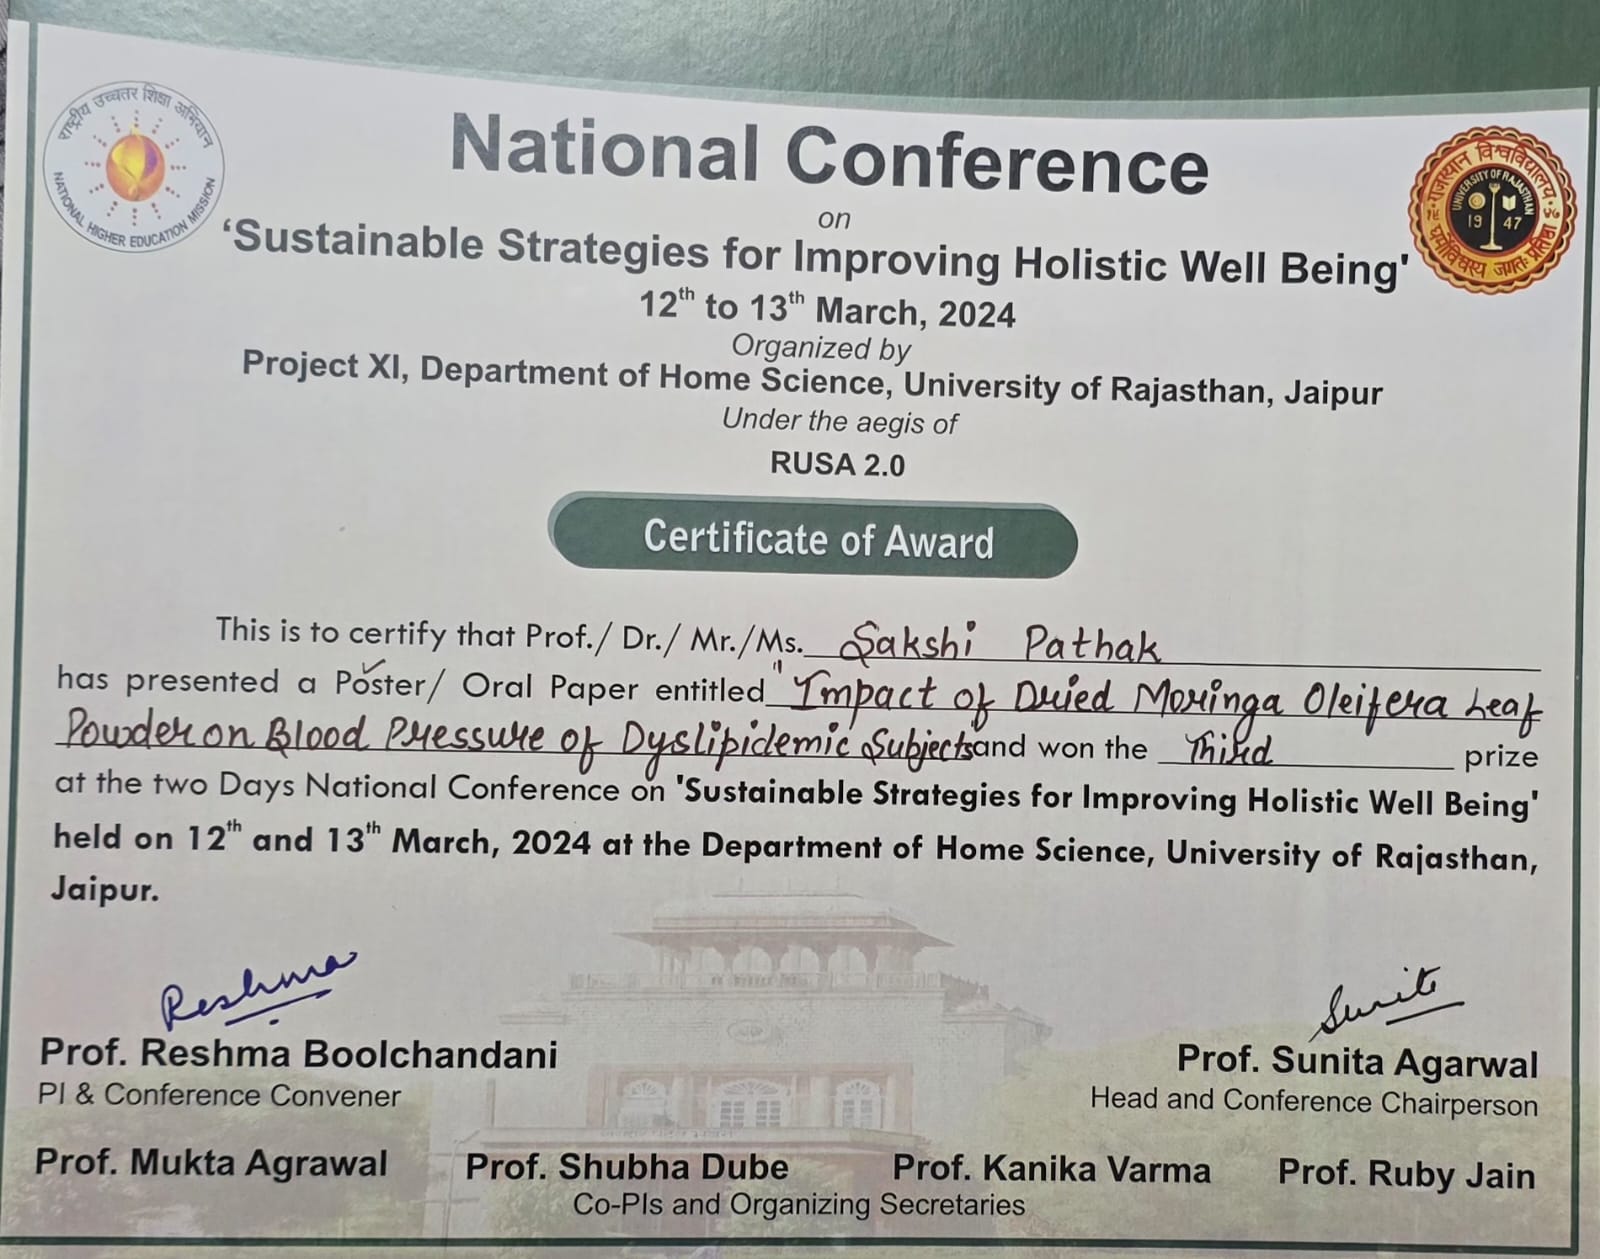 राष्ट्रीय उच्चतर शिक्षा अभियान
NATIONAL HIGHER EDUCATION MISSION
राजस्थान विश्वविद्यालय
UNIVERSITY OF RAJASTHAN
19 47
धर्मो विश्वस्य जगतः प्रतिष्ठा
National Conference
on
‘Sustainable Strategies for Improving Holistic Well Being'
12th to 13th March, 2024
Organized by
Project XI, Department of Home Science, University of Rajasthan, Jaipur
Under the aegis of
RUSA 2.0
Certificate of Award
This is to certify that Prof./ Dr./ Mr./Ms. Sakshi Pathak
has presented a Poster/ Oral Paper entitled "Impact of Dried Moringa Oleifera Leaf
Powder on Blood Pressure of Dyslipidemic Subjects and won the Third prize
at the two Days National Conference on 'Sustainable Strategies for Improving Holistic Well Being'
held on 12th and 13th March, 2024 at the Department of Home Science, University of Rajasthan,
Jaipur.
Reshma
Sunita
Prof. Reshma Boolchandani
PI & Conference Convener
Prof. Sunita Agarwal
Head and Conference Chairperson
Prof. Mukta Agrawal Prof. Shubha Dube Prof. Kanika Varma Prof. Ruby Jain
Co-PIs and Organizing Secretaries